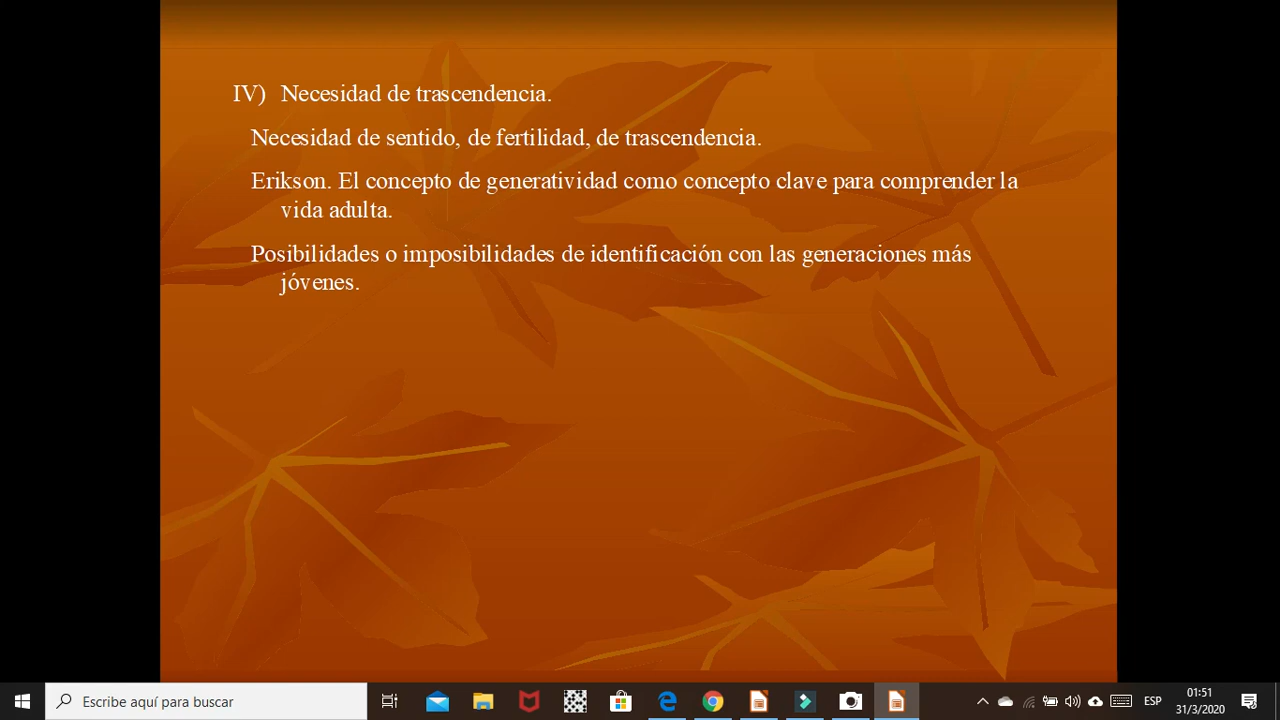 IV) Necesidad de trascendencia.
Necesidad de sentido, de fertilidad, de trascendencia.
Erikson. El concepto de generatividad como concepto clave para comprender la
vida adulta.
Posibilidades o imposibilidades de identificación con las generaciones más
jóvenes.
Escribe aquí para buscar
ESP
01:51
31/3/2020